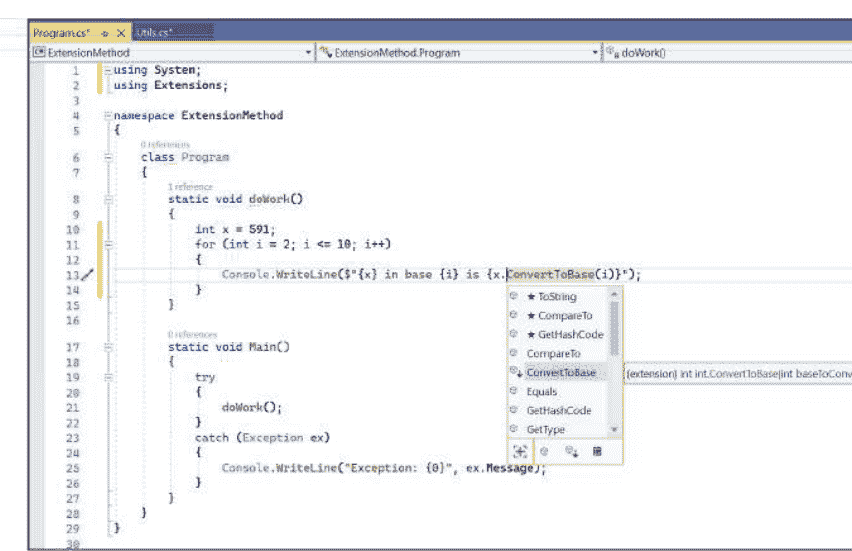 Program.cs* Utils.cs*
ExtensionMethod ExtensionMethod.Program doWork()
1 using System;
2 using Extensions;
3
4 namespace ExtensionMethod
5 {
0 references
6 class Program
7 {
1 reference
8 static void doWork()
9 {
10 int x = 591;
11 for (int i = 2; i <= 10; i++)
12 {
13 Console.WriteLine($"{x} in base {i} is {x.ConvertToBase(i)}");
14 }
15 }
16
0 references
17 static void Main()
18 {
19 try
20 {
21 doWork();
22 }
23 catch (Exception ex)
24 {
25 Console.WriteLine("Exception: {0}", ex.Message);
26 }
27 }
28 }
29 }
30
★ ToString
★ CompareTo
★ GetHashCode
CompareTo
ConvertToBase
(extension) int int.ConvertToBase(int baseToConv
Equals
GetHashCode
GetType